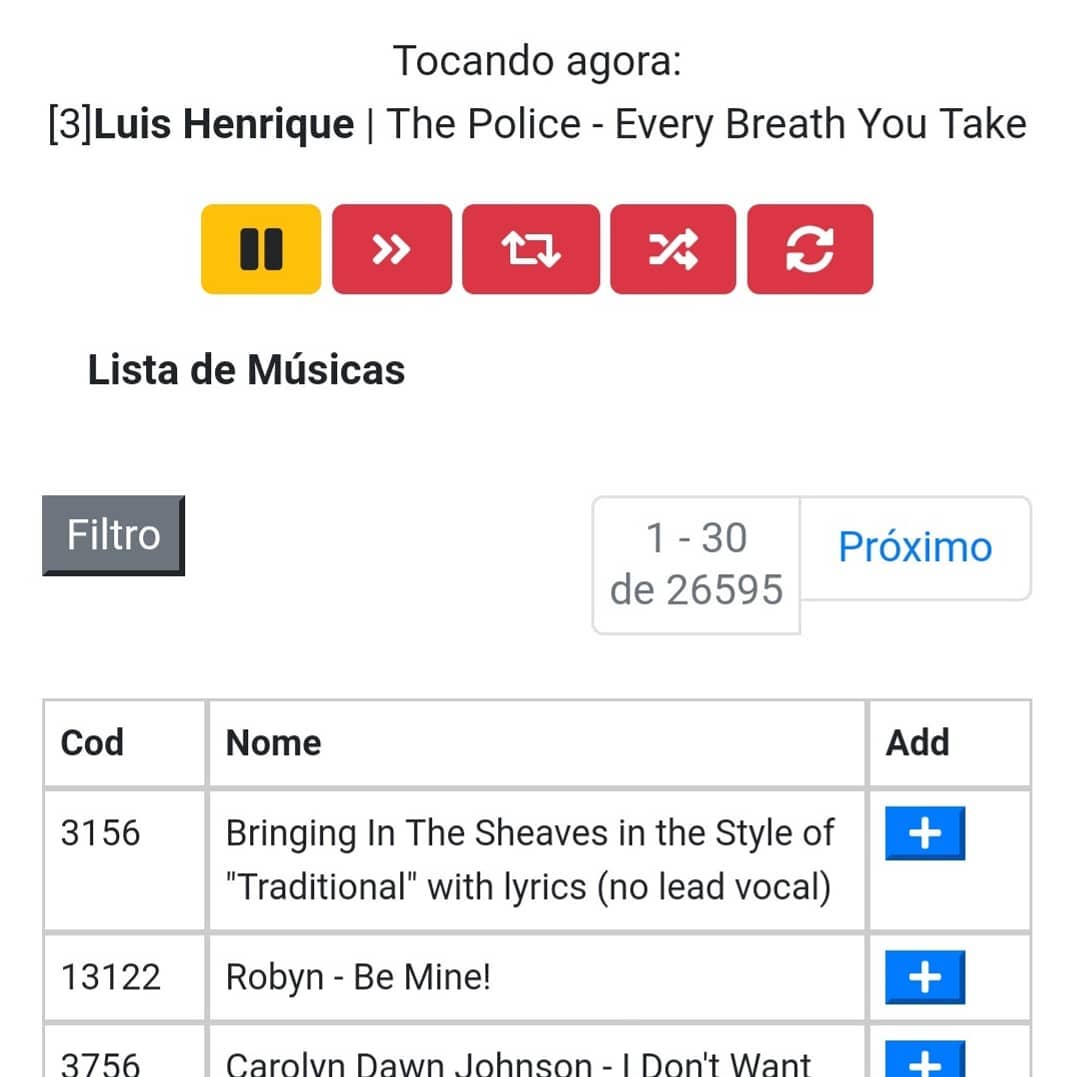 Tocando agora:
[3]Luis Henrique | The Police - Every Breath You Take
Lista de Músicas
Filtro
1 - 30
de 26595
Próximo
Cod Nome Add
3156 Bringing In The Sheaves in the Style of
"Traditional" with lyrics (no lead vocal)
13122 Robyn - Be Mine!
3756 Carolyn Dawn Johnson - I Don't Want